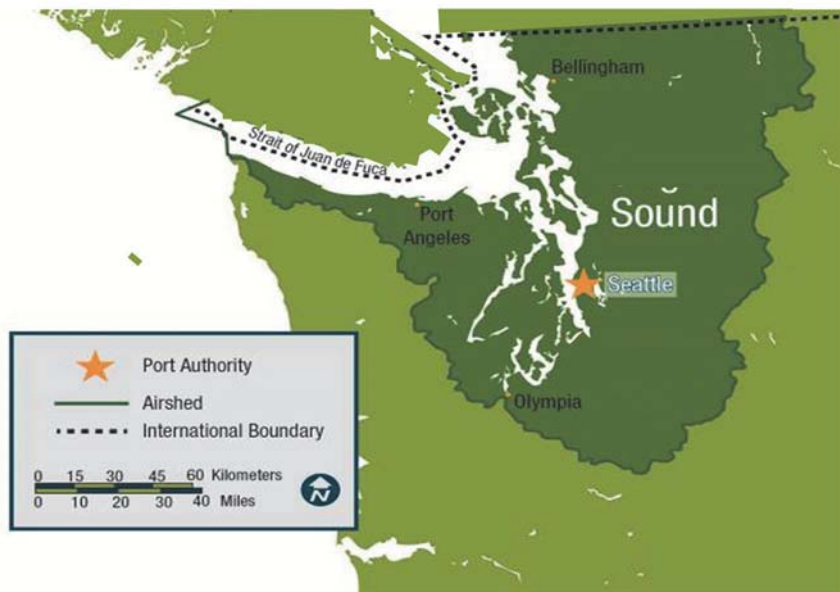 Bellingham
Strait of Juan de Fuca
Sound
Port
Angeles
Seattle
Olympia
Port Authority
Airshed
International Boundary
0 15 30 45 60 Kilometers
0 10 20 30 40 Miles
N